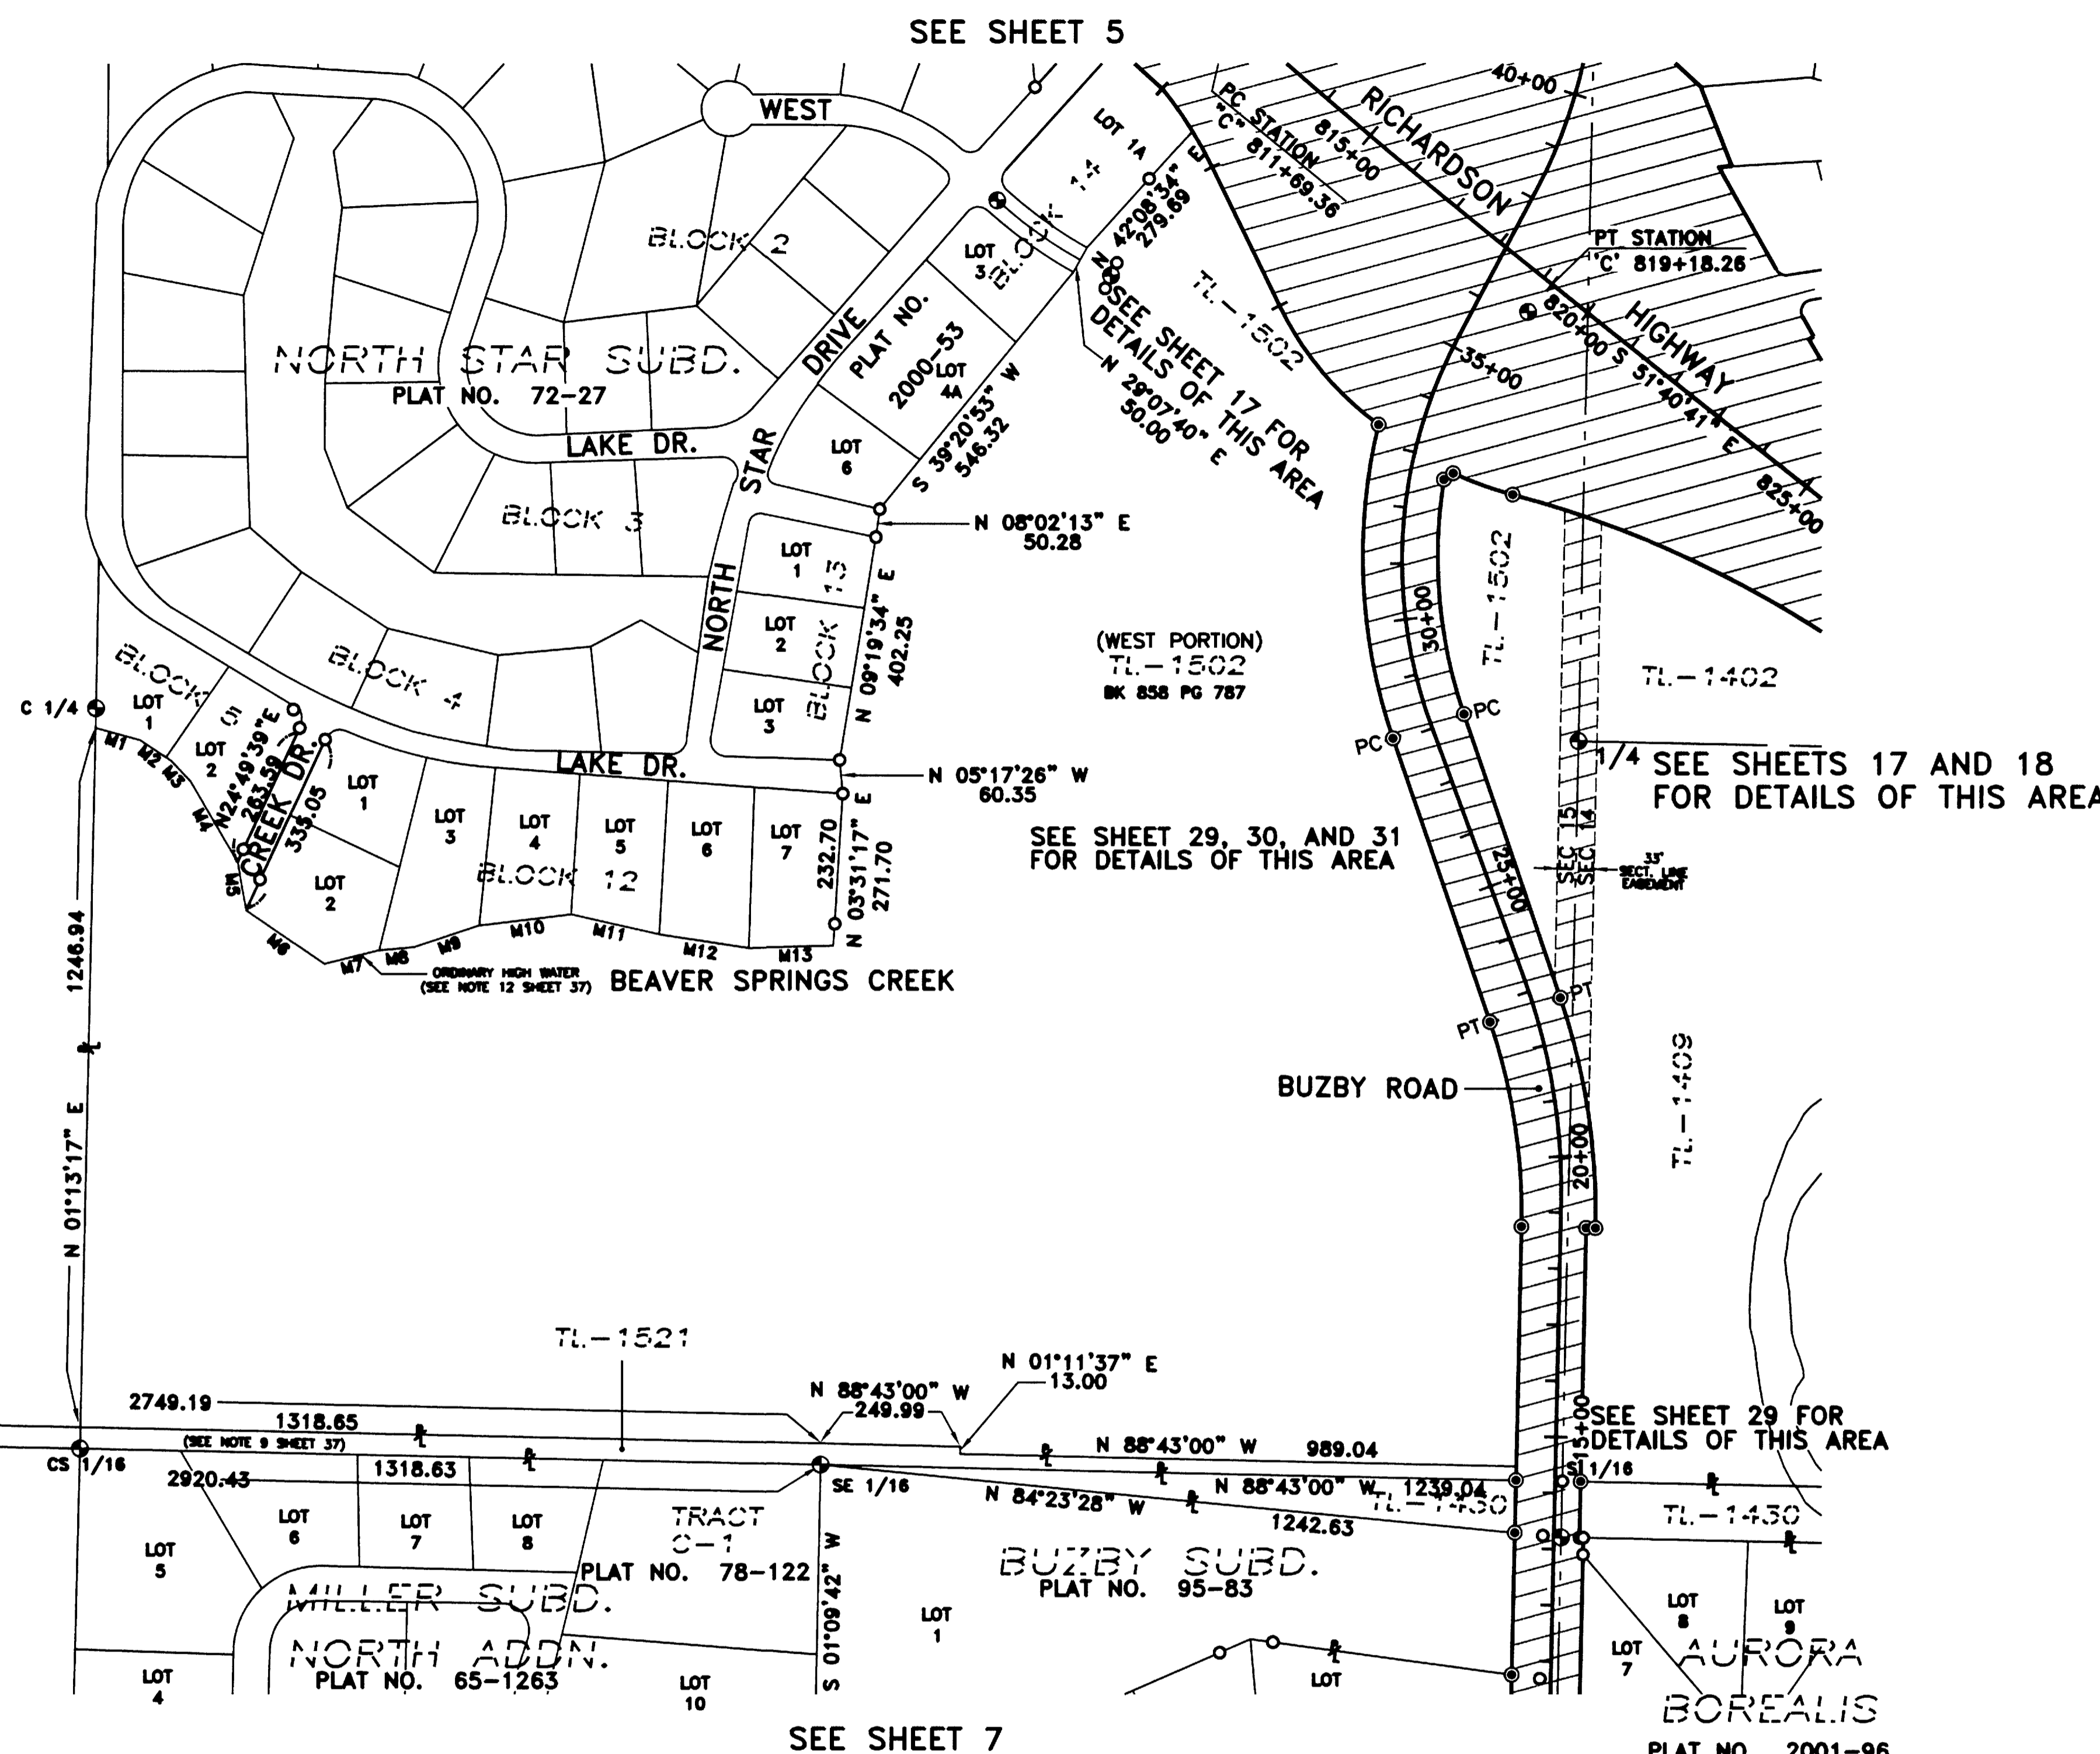 SEE SHEET 5
WEST
LOT 1A
BLOCK 14
N 42°08'34" E
279.69
PC STATION
"C" 811+69.36
815+00
RICHARDSON
40+00
PT STATION
'C' 819+18.26
820+00
S 51°40'41" E
HIGHWAY
825+00
35+00
BLOCK 2
LOT
3
PLAT NO.
2000-53
LOT
4A
DRIVE
TL-1502
SEE SHEET 17 FOR
DETAILS OF THIS AREA
N 29°07'40" E
50.00
S 39°20'53" W
546.32
NORTH STAR SUBD.
PLAT NO. 72-27
LAKE DR.
STAR
LOT
6
BLOCK 3
N 08°02'13" E
50.28
NORTH
LOT
1
BLOCK 13
LOT
2
LOT
3
N 09°19'34" E
402.25
30+00
TL-1502
(WEST PORTION)
TL-1502
BK 858 PG 787
TL-1402
BLOCK 4
C 1/4
BLOCK 5
LOT
1
LOT
2
M1
M2
M3
M4
M5
N24°49'39"E
263.59
CREEK DR.
335.05
LAKE DR.
N 05°17'26" W
60.35
PC
PC
1/4
SEE SHEETS 17 AND 18
FOR DETAILS OF THIS AREA
LOT
1
LOT
2
LOT
3
LOT
4
LOT
5
LOT
6
LOT
7
BLOCK 12
232.70
N 03°31'17" E
271.70
SEE SHEET 29, 30, AND 31
FOR DETAILS OF THIS AREA
25+00
SEC 15
SEC 14
33'
SECT. LINE
EASEMENT
M6
M7
M8
M9
M10
M11
M12
M13
ORDINARY HIGH WATER
(SEE NOTE 12 SHEET 37)
BEAVER SPRINGS CREEK
1246.94
N 01°13'17" E
PT
PT
BUZBY ROAD
TL-1409
20+00
TL-1521
N 01°11'37" E
13.00
2749.19
N 88°43'00" W
249.99
1318.65
(SEE NOTE 9 SHEET 37)
CS 1/16
2920.43
1318.63
SE 1/16
N 88°43'00" W 989.04
N 88°43'00" W 1239.04
N 84°23'28" W
1242.63
TL-1430
15+00
SEE SHEET 29 FOR
DETAILS OF THIS AREA
S 1/16
TL-1430
LOT
5
LOT
6
LOT
7
LOT
8
TRACT
C-1
PLAT NO. 78-122
MILLER SUBD.
NORTH ADDN.
PLAT NO. 65-1263
LOT
4
LOT
10
S 01°09'42" W
BUZBY SUBD.
PLAT NO. 95-83
LOT
1
LOT
LOT
7
LOT
8
LOT
9
AURORA
BOREALIS
PLAT NO. 2001-96
SEE SHEET 7